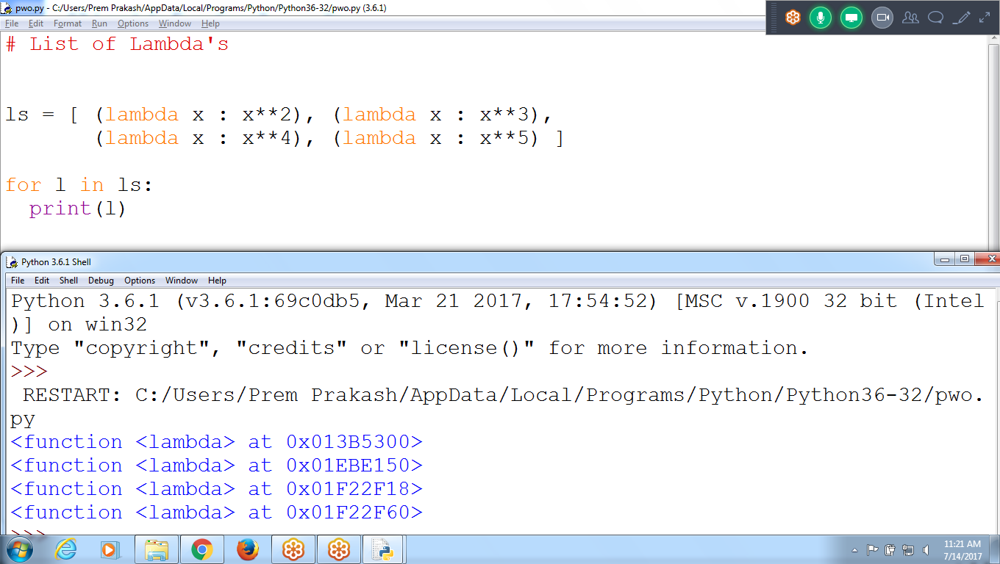 pwo.py - C:/Users/Prem Prakash/AppData/Local/Programs/Python/Python36-32/pwo.py (3.6.1)
File Edit Format Run Options Window Help
# List of Lambda's
ls = [ (lambda x : x**2), (lambda x : x**3),
(lambda x : x**4), (lambda x : x**5) ]
for l in ls:
print(l)
Python 3.6.1 Shell
File Edit Shell Debug Options Window Help
Python 3.6.1 (v3.6.1:69c0db5, Mar 21 2017, 17:54:52) [MSC v.1900 32 bit (Intel
)] on win32
Type "copyright", "credits" or "license()" for more information.
>>>
RESTART: C:/Users/Prem Prakash/AppData/Local/Programs/Python/Python36-32/pwo.
py
<function <lambda> at 0x013B5300>
<function <lambda> at 0x01EBE150>
<function <lambda> at 0x01F22F18>
<function <lambda> at 0x01F22F60>
>>>
11:21 AM
7/14/2017